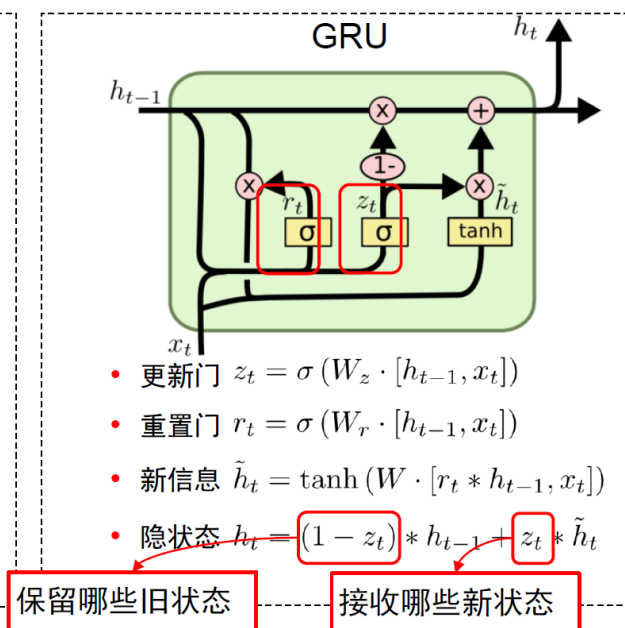 GRU
h_t
h_{t-1}
x
+
1-
x
x
r_t
z_t
h̃_t
σ
σ
tanh
x_t
• 更新门 z_t = σ (W_z · [h_{t-1}, x_t])
• 重置门 r_t = σ (W_r · [h_{t-1}, x_t])
• 新信息 h̃_t = tanh (W · [r_t * h_{t-1}, x_t])
• 隐状态 h_t = (1 − z_t) * h_{t-1} + z_t * h̃_t
保留哪些旧状态
接收哪些新状态